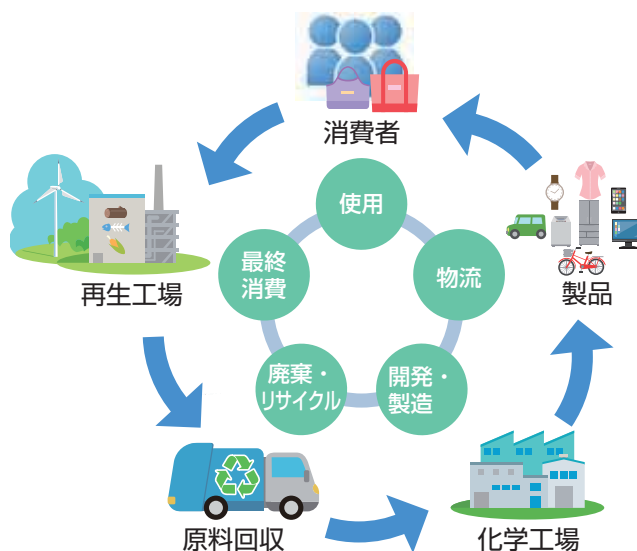 消費者
使用
最終
消費
物流
再生工場
製品
廃棄・
リサイクル
開発・
製造
原料回収
化学工場